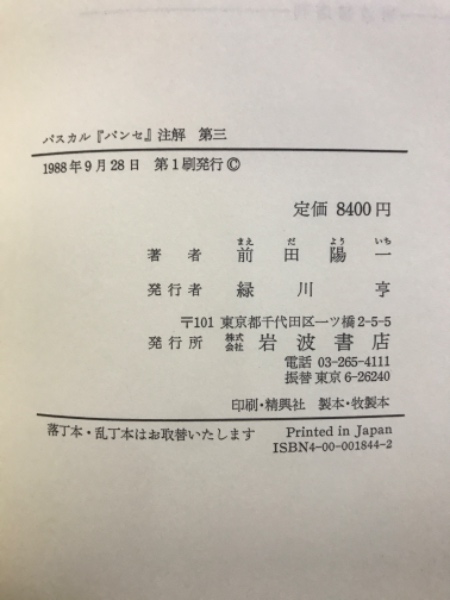 パスカル『パンセ』注解 第三
1988年9月28日 第1刷発行©
定価 8400円
まえ だ よう いち
著者 前田陽一
発行者 緑川亨
〒101 東京都千代田区一ツ橋2-5-5
発行所 株式会社 岩波書店
電話 03-265-4111
振替 東京6-26240
印刷・精興社 製本・牧製本
落丁本・乱丁本はお取替いたします Printed in Japan
ISBN4-00-001844-2